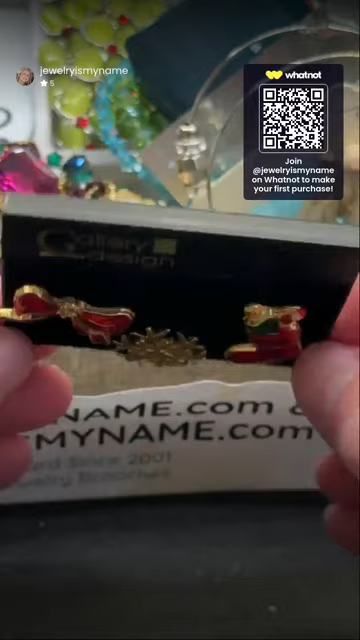 jewelryismyname
★ 5
whatnot
Join
@jewelryismyname
on Whatnot to make
your first purchase!
Gallery
design
NAME.com
MYNAME.com
Since 2001